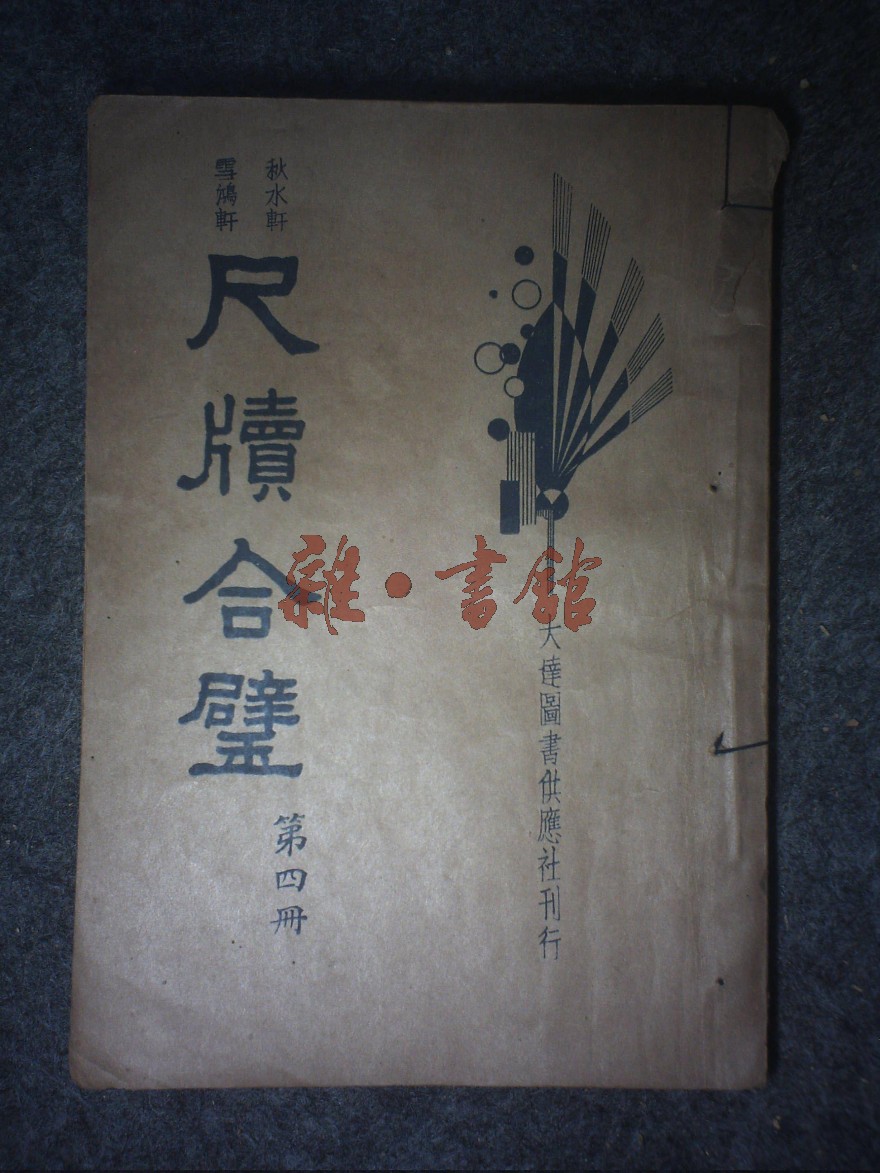 秋水軒
雪鴻軒
尺牘合璧
第四冊
大達圖書供應社刊行
雜·書館